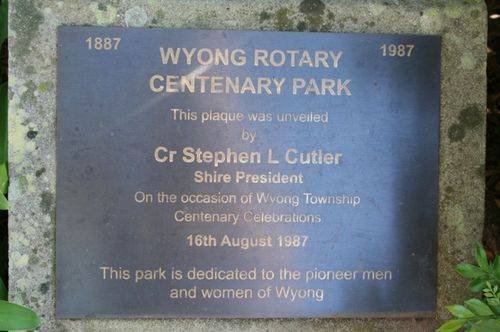 1887 1987
WYONG ROTARY
CENTENARY PARK
This plaque was unveiled
by
Cr Stephen L Cutler
Shire President
On the occasion of Wyong Township
Centenary Celebrations
16th August 1987
This park is dedicated to the pioneer men
and women of Wyong